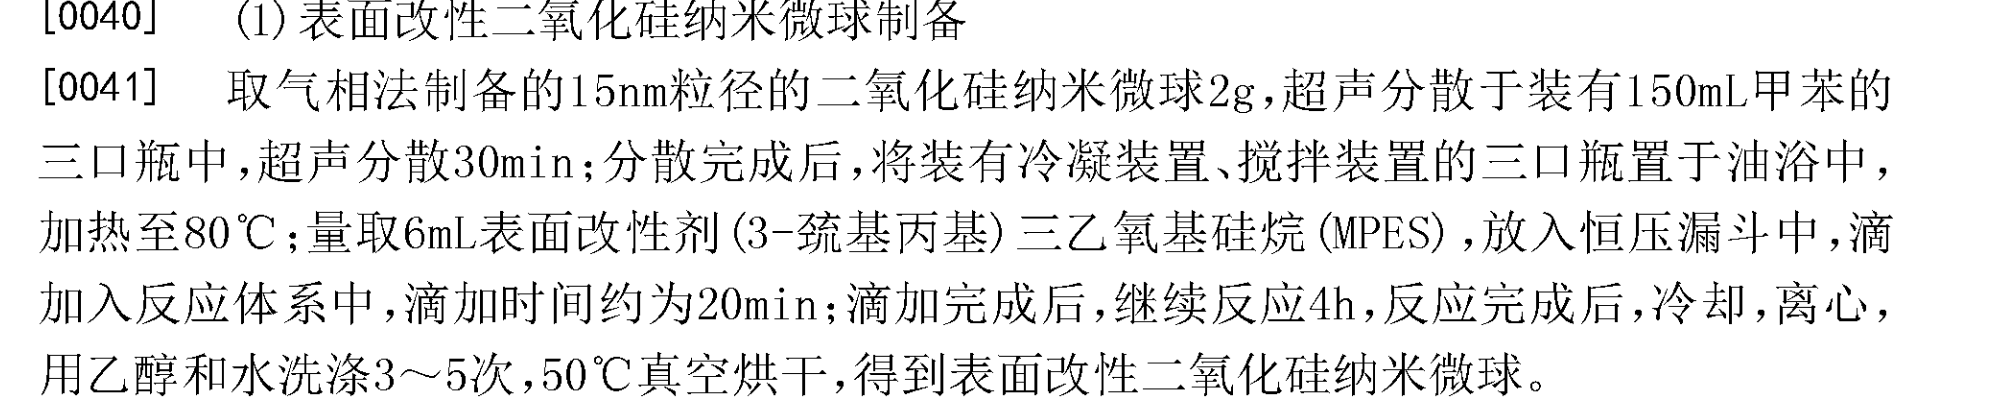 [0040] (1)表面改性二氧化硅纳米微球制备
[0041] 取气相法制备的15nm粒径的二氧化硅纳米微球2g,超声分散于装有150mL甲苯的
三口瓶中,超声分散30min;分散完成后,将装有冷凝装置、搅拌装置的三口瓶置于油浴中,
加热至80℃;量取6mL表面改性剂(3-巯基丙基)三乙氧基硅烷(MPES),放入恒压漏斗中,滴
加入反应体系中,滴加时间约为20min;滴加完成后,继续反应4h,反应完成后,冷却,离心,
用乙醇和水洗涤3～5次,50℃真空烘干,得到表面改性二氧化硅纳米微球。